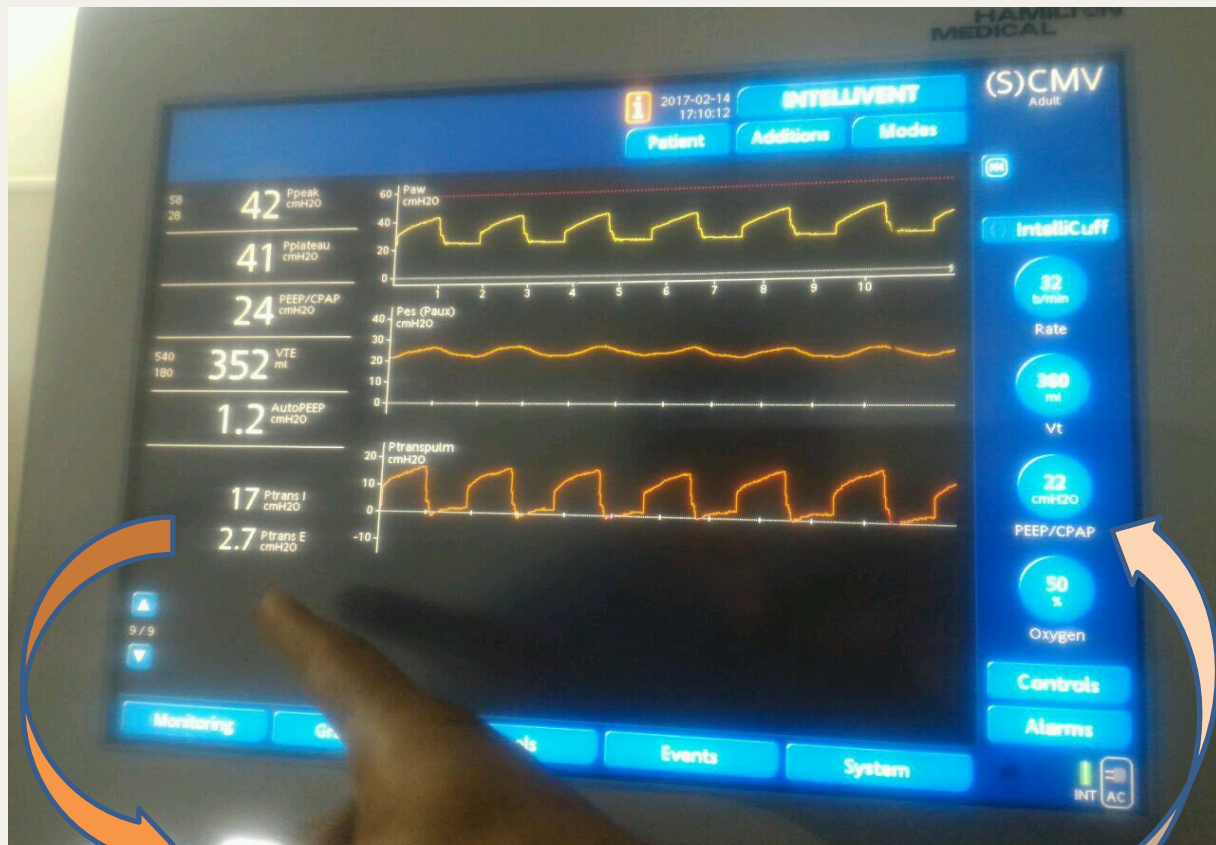 HAMILTON
MEDICAL
2017-02-14
17:10:12
INTELLIVENT
(S)CMV
Adult
Patient
Additions
Modes
58
28
42 Ppeak
cmH2O
41 Pplateau
cmH2O
24 PEEP/CPAP
cmH2O
540
180
352 VTE
ml
1.2 AutoPEEP
cmH2O
17 Ptrans I
cmH2O
2.7 Ptrans E
cmH2O
9/9
Paw
cmH2O
60
40
20
0
1 2 3 4 5 6 7 8 9 10
s
Pes (Paux)
cmH2O
40
30
20
10
0
Ptranspulm
cmH2O
20
10
0
-10
IntelliCuff
32
b/min
Rate
360
ml
Vt
22
cmH2O
PEEP/CPAP
50
%
Oxygen
Controls
Alarms
Monitoring
Events
System
INT
AC